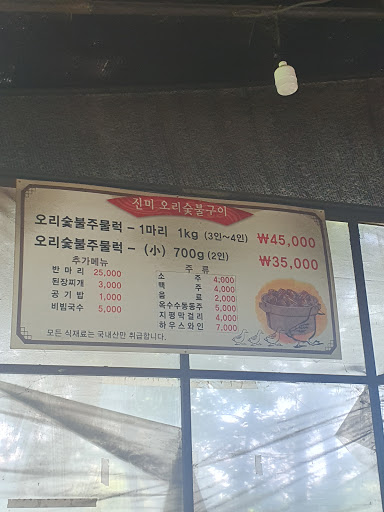 진미 오리숯불구이
오리숯불주물럭 - 1마리 1kg (3인~4인) ₩45,000
오리숯불주물럭 - (小) 700g (2인) ₩35,000
추가메뉴
반 마 리 25,000
된장찌개 3,000
공 기 밥 1,000
비빔국수 5,000
주 류
소 주 4,000
맥 주 4,000
음 료 2,000
옥수수동동주 5,000
지평막걸리 4,000
하우스와인 7,000
모든 식재료는 국내산만 취급합니다.